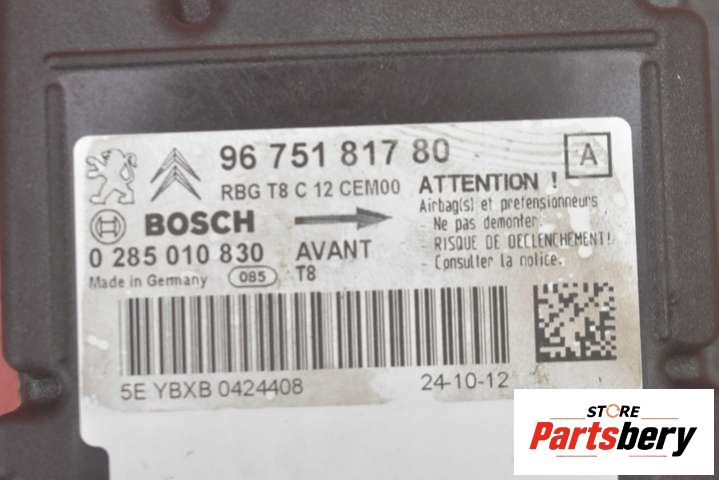 96 751 817 80
A
RBG T8 C 12 CEM00
ATTENTION !
Airbag(s) et pretensionneurs
- Ne pas demonter.
- RISQUE DE DECLENCHEMENT!
- Consulter la notice.
BOSCH
0 285 010 830
AVANT
Made in Germany
085
T8
5E YBXB 0424408
24-10-12
STORE
Partsbery